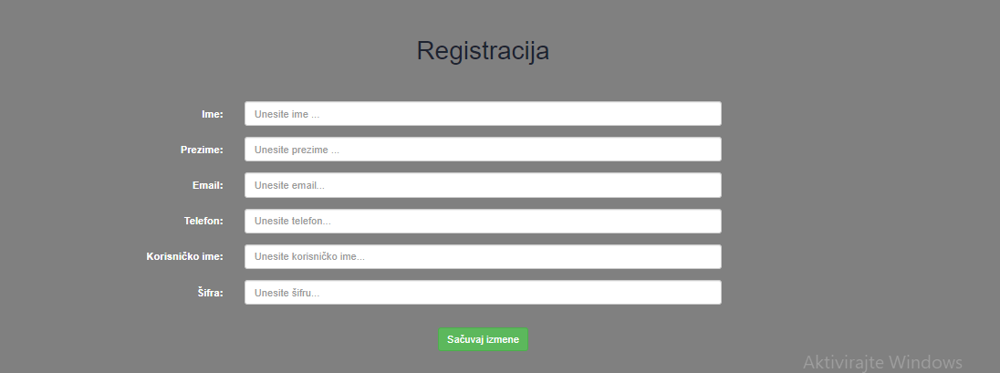 Registracija
Ime: Unesite ime ...
Prezime: Unesite prezime ...
Email: Unesite email...
Telefon: Unesite telefon...
Korisničko ime: Unesite korisničko ime...
Šifra: Unesite šifru...
Sačuvaj izmene
Aktivirajte Windows